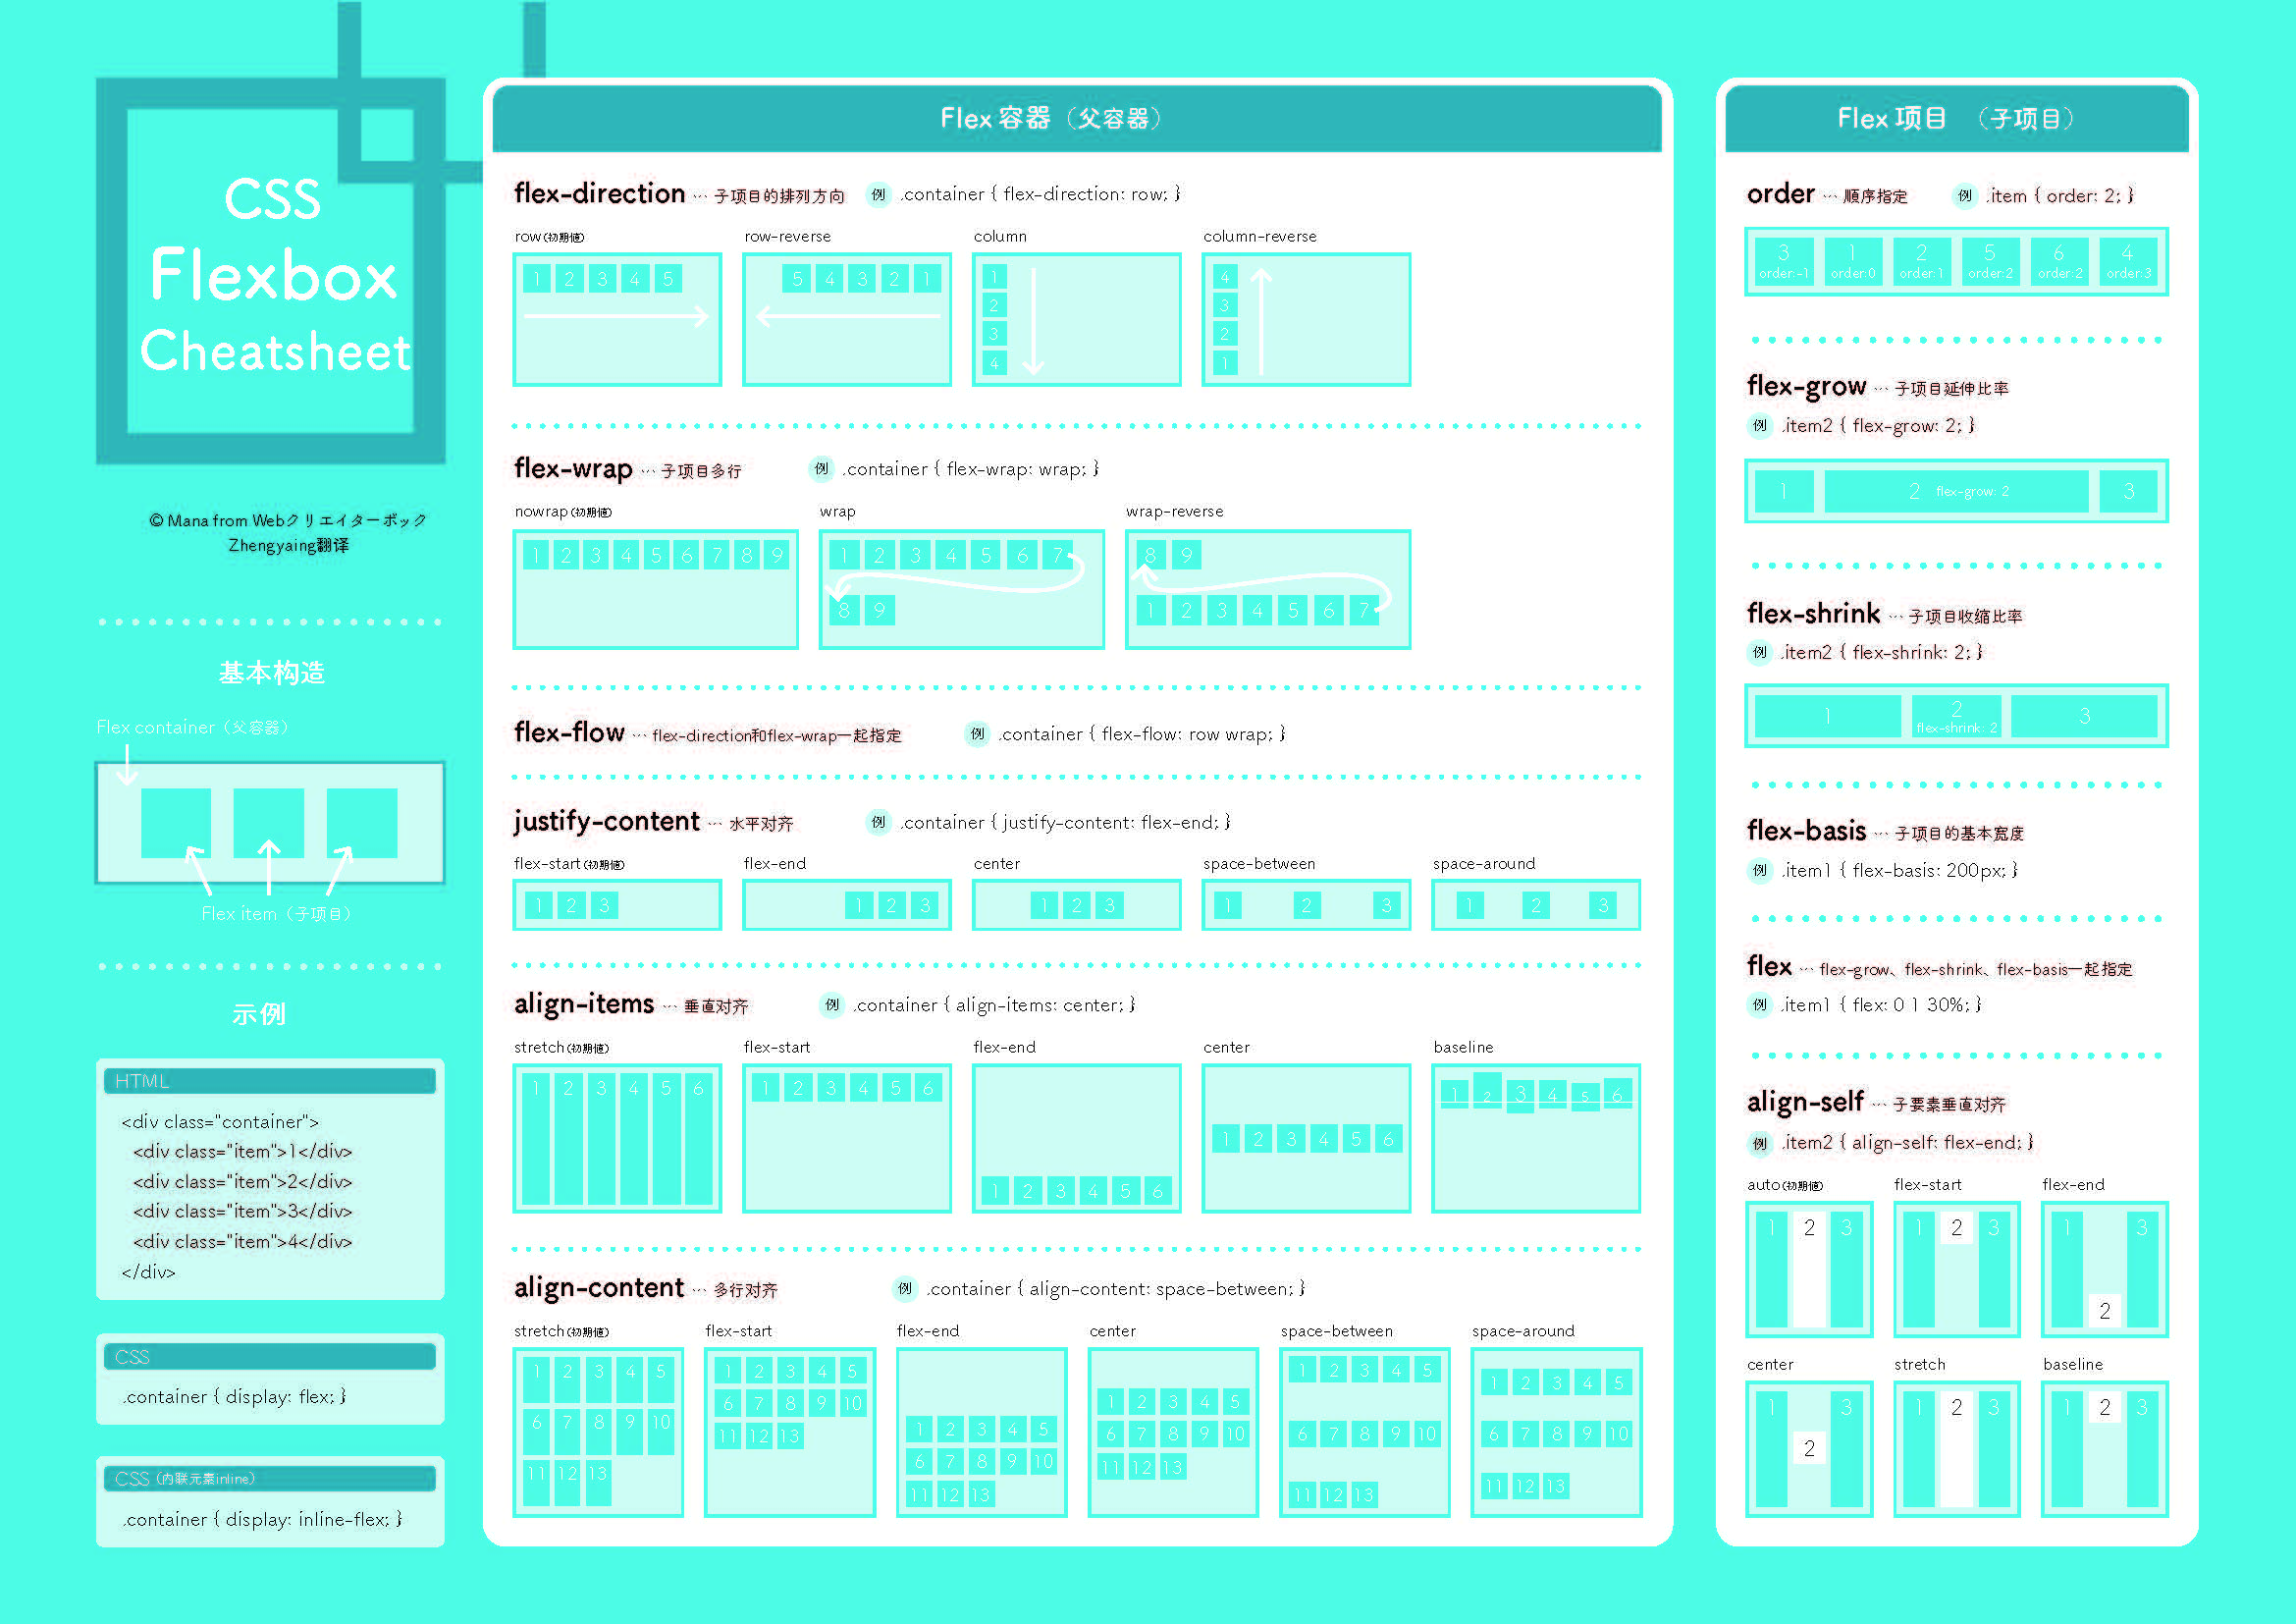 CSS
Flexbox
Cheatsheet
© Mana from Webクリエイターボック
Zhengyaing翻译
基本构造
Flex container（父容器）
Flex item（子项目）
示例
HTML
<div class="container">
<div class="item">1</div>
<div class="item">2</div>
<div class="item">3</div>
<div class="item">4</div>
</div>
CSS
.container { display: flex; }
CSS（内联元素inline）
.container { display: inline-flex; }
Flex 容器（父容器）
flex-direction … 子项目的排列方向 例 .container { flex-direction: row; }
row(初期値) row-reverse column column-reverse
1 2 3 4 5
5 4 3 2 1
1
2
3
4
4
3
2
1
flex-wrap … 子项目多行 例 .container { flex-wrap: wrap; }
nowrap(初期値) wrap wrap-reverse
1 2 3 4 5 6 7 8 9
1 2 3 4 5 6 7
8 9
8 9
1 2 3 4 5 6 7
flex-flow … flex-direction和flex-wrap一起指定 例 .container { flex-flow: row wrap; }
justify-content … 水平对齐 例 .container { justify-content: flex-end; }
flex-start(初期値) flex-end center space-between space-around
1 2 3 1 2 3 1 2 3 1 2 3 1 2 3
align-items … 垂直对齐 例 .container { align-items: center; }
stretch(初期値) flex-start flex-end center baseline
1 2 3 4 5 6
1 2 3 4 5 6
1 2 3 4 5 6
1 2 3 4 5 6
1 2 3 4 5 6
align-content … 多行对齐 例 .container { align-content: space-between; }
stretch(初期値) flex-start flex-end center space-between space-around
1 2 3 4 5
6 7 8 9 10
11 12 13
1 2 3 4 5
6 7 8 9 10
11 12 13
1 2 3 4 5
6 7 8 9 10
11 12 13
1 2 3 4 5
6 7 8 9 10
11 12 13
1 2 3 4 5
6 7 8 9 10
11 12 13
1 2 3 4 5
6 7 8 9 10
11 12 13
Flex 项目 （子项目）
order … 顺序指定 例 .item { order: 2; }
3 1 2 5 6 4
order:-1 order:0 order:1 order:2 order:2 order:3
flex-grow … 子项目延伸比率
例 .item2 { flex-grow: 2; }
1 2 flex-grow: 2 3
flex-shrink … 子项目收缩比率
例 .item2 { flex-shrink: 2; }
1 2 3
flex-shrink: 2
flex-basis … 子项目的基本宽度
例 .item1 { flex-basis: 200px; }
flex … flex-grow、flex-shrink、flex-basis一起指定
例 .item1 { flex: 0 1 30%; }
align-self … 子要素垂直对齐
例 .item2 { align-self: flex-end; }
auto(初期値) flex-start flex-end
1 2 3 1 2 3 1 3
2
center stretch baseline
1 3 1 2 3 1 2 3
2